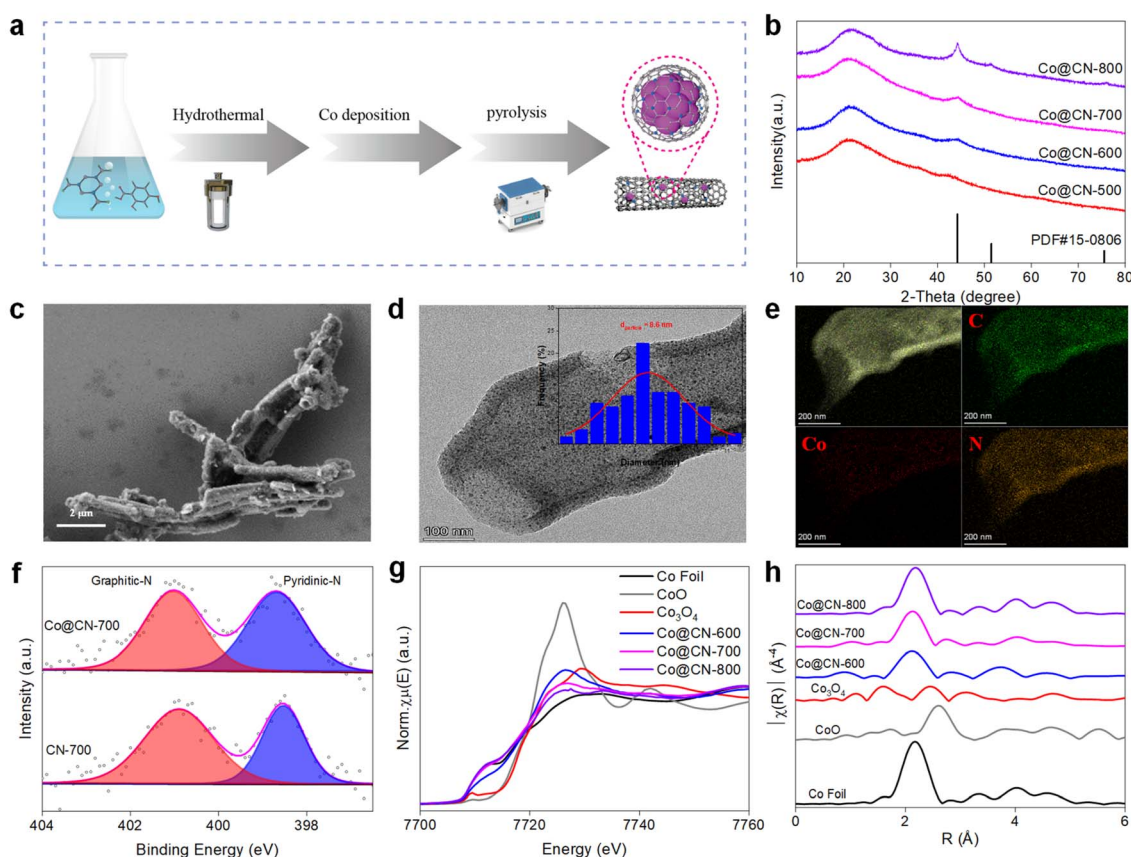 a
Hydrothermal
Co deposition
pyrolysis
b
Intensity(a.u.)
Co@CN-800
Co@CN-700
Co@CN-600
Co@CN-500
PDF#15-0806
10 20 30 40 50 60 70 80
2-Theta (degree)
c
2 μm
d
Frequency (%)
100 nm
e
C
200 nm
200 nm
Co
N
200 nm
200 nm
f
Graphitic-N
Pyridinic-N
Co@CN-700
CN-700
Intensity (a.u.)
404 402 400 398
Binding Energy (eV)
g
Norm.χμ(E) (a.u.)
Co Foil
CoO
Co₃O₄
Co@CN-600
Co@CN-700
Co@CN-800
7700 7720 7740 7760
Energy (eV)
h
|χ(R)| (Å⁻⁴)
Co@CN-800
Co@CN-700
Co@CN-600
Co₃O₄
CoO
Co Foil
0 2 4 6
R (Å)